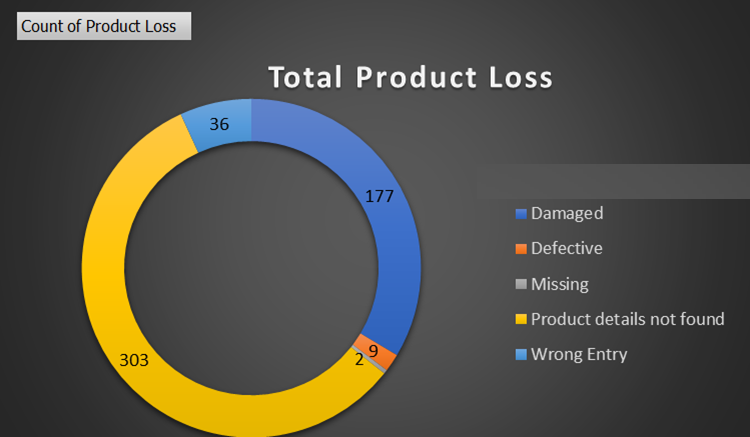 Count of Product Loss
Total Product Loss
36
177
9
2
303
Damaged
Defective
Missing
Product details not found
Wrong Entry